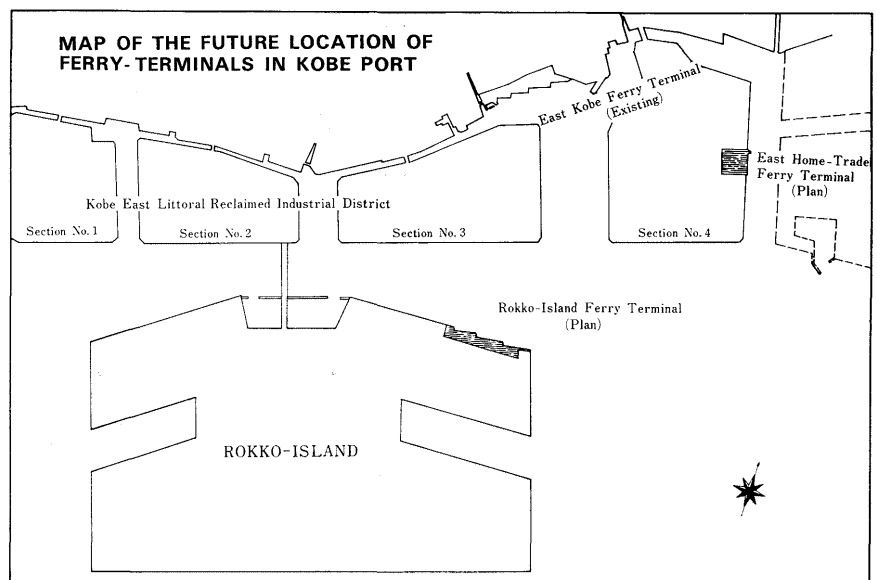 MAP OF THE FUTURE LOCATION OF
FERRY-TERMINALS IN KOBE PORT
East Kobe Ferry Terminal
(Existing)
East Home-Trade
Ferry Terminal
(Plan)
Kobe East Littoral Reclaimed Industrial District
Section No. 1
Section No. 2
Section No. 3
Section No. 4
Rokko-Island Ferry Terminal
(Plan)
ROKKO-ISLAND